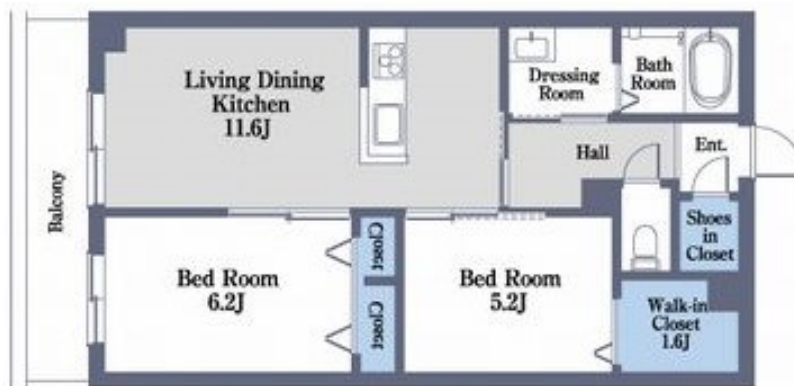 Living Dining
Kitchen
11.6J
Dressing
Room
Bath
Room
Hall
Ent.
Balcony
Shoes
in
Closet
Bed Room
6.2J
Closet
Closet
Bed Room
5.2J
Walk-in
Closet
1.6J